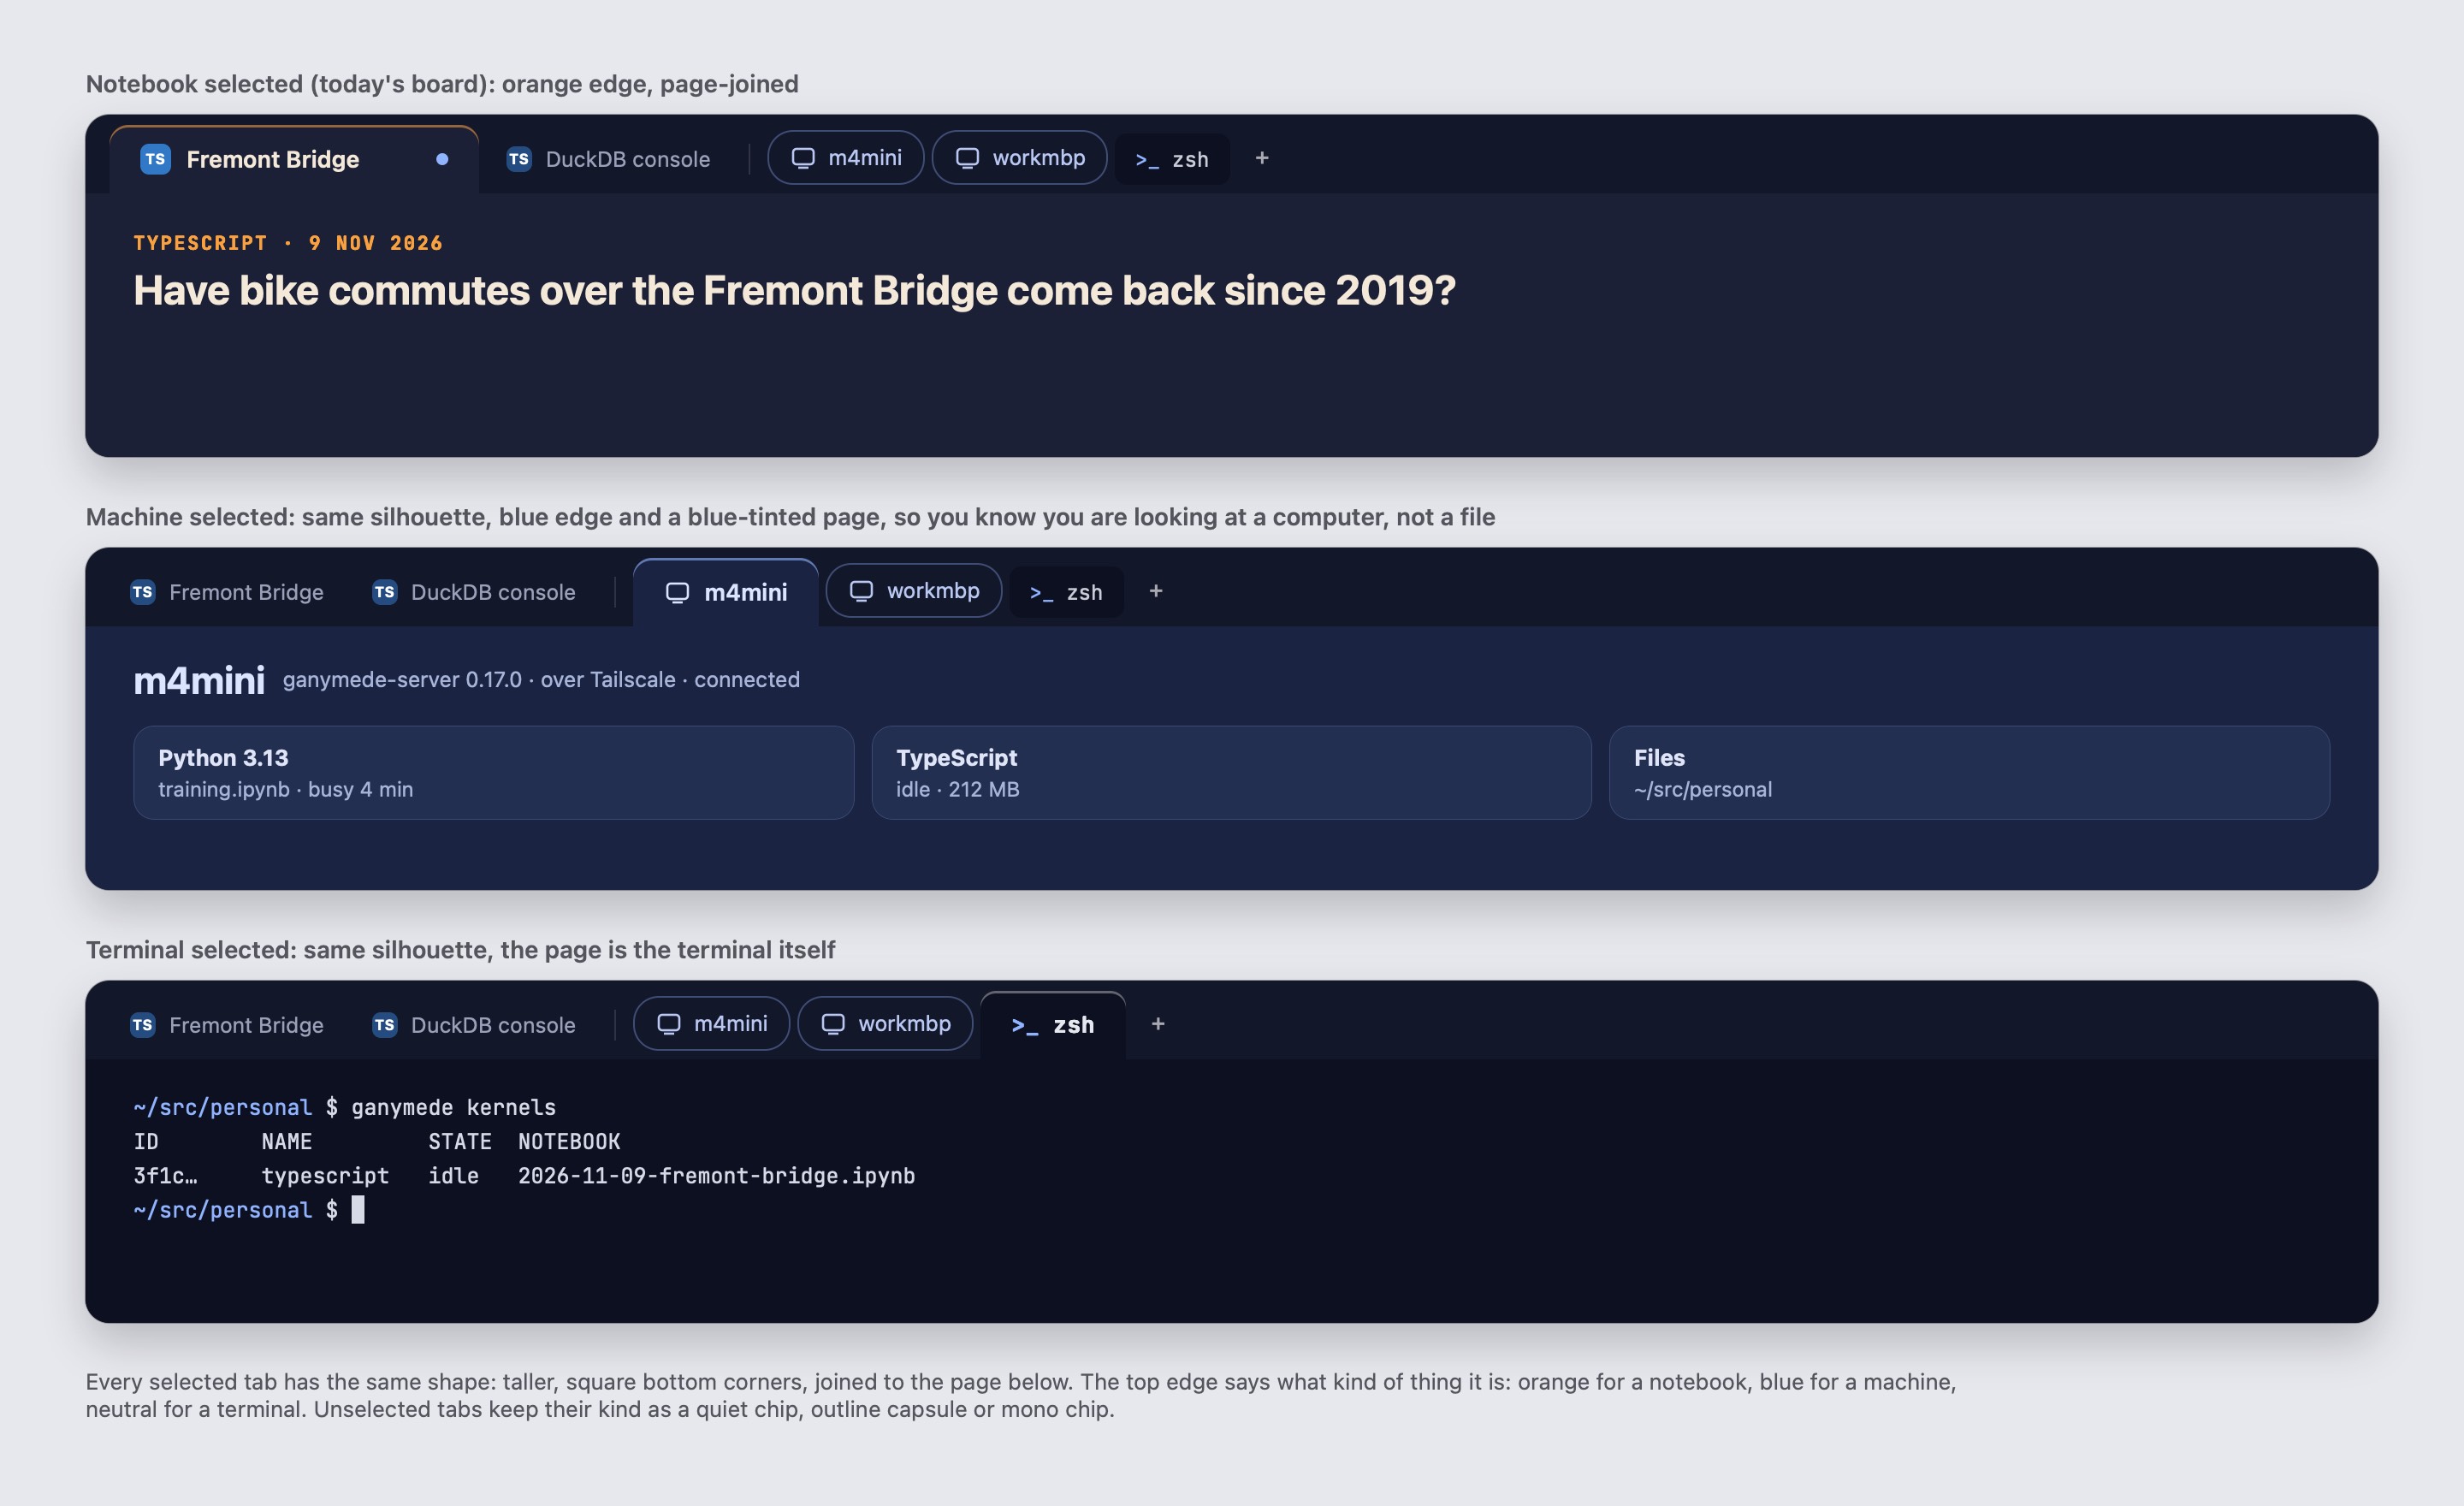 Notebook selected (today's board): orange edge, page-joined
TS Fremont Bridge TS DuckDB console m4mini workmbp >_ zsh +
TYPESCRIPT · 9 NOV 2026
Have bike commutes over the Fremont Bridge come back since 2019?
Machine selected: same silhouette, blue edge and a blue-tinted page, so you know you are looking at a computer, not a file
TS Fremont Bridge TS DuckDB console m4mini workmbp >_ zsh +
m4mini ganymede-server 0.17.0 · over Tailscale · connected
Python 3.13
training.ipynb · busy 4 min
TypeScript
idle · 212 MB
Files
~/src/personal
Terminal selected: same silhouette, the page is the terminal itself
TS Fremont Bridge TS DuckDB console m4mini workmbp >_ zsh +
~/src/personal $ ganymede kernels
ID NAME STATE NOTEBOOK
3f1c… typescript idle 2026-11-09-fremont-bridge.ipynb
~/src/personal $
Every selected tab has the same shape: taller, square bottom corners, joined to the page below. The top edge says what kind of thing it is: orange for a notebook, blue for a machine,
neutral for a terminal. Unselected tabs keep their kind as a quiet chip, outline capsule or mono chip.